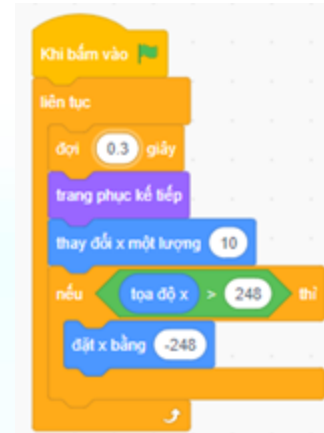 Khi bấm vào
liên tục
đợi 0.3 giây
trang phục kế tiếp
thay đổi x một lượng 10
nếu tọa độ x > 248 thì
đặt x bằng -248